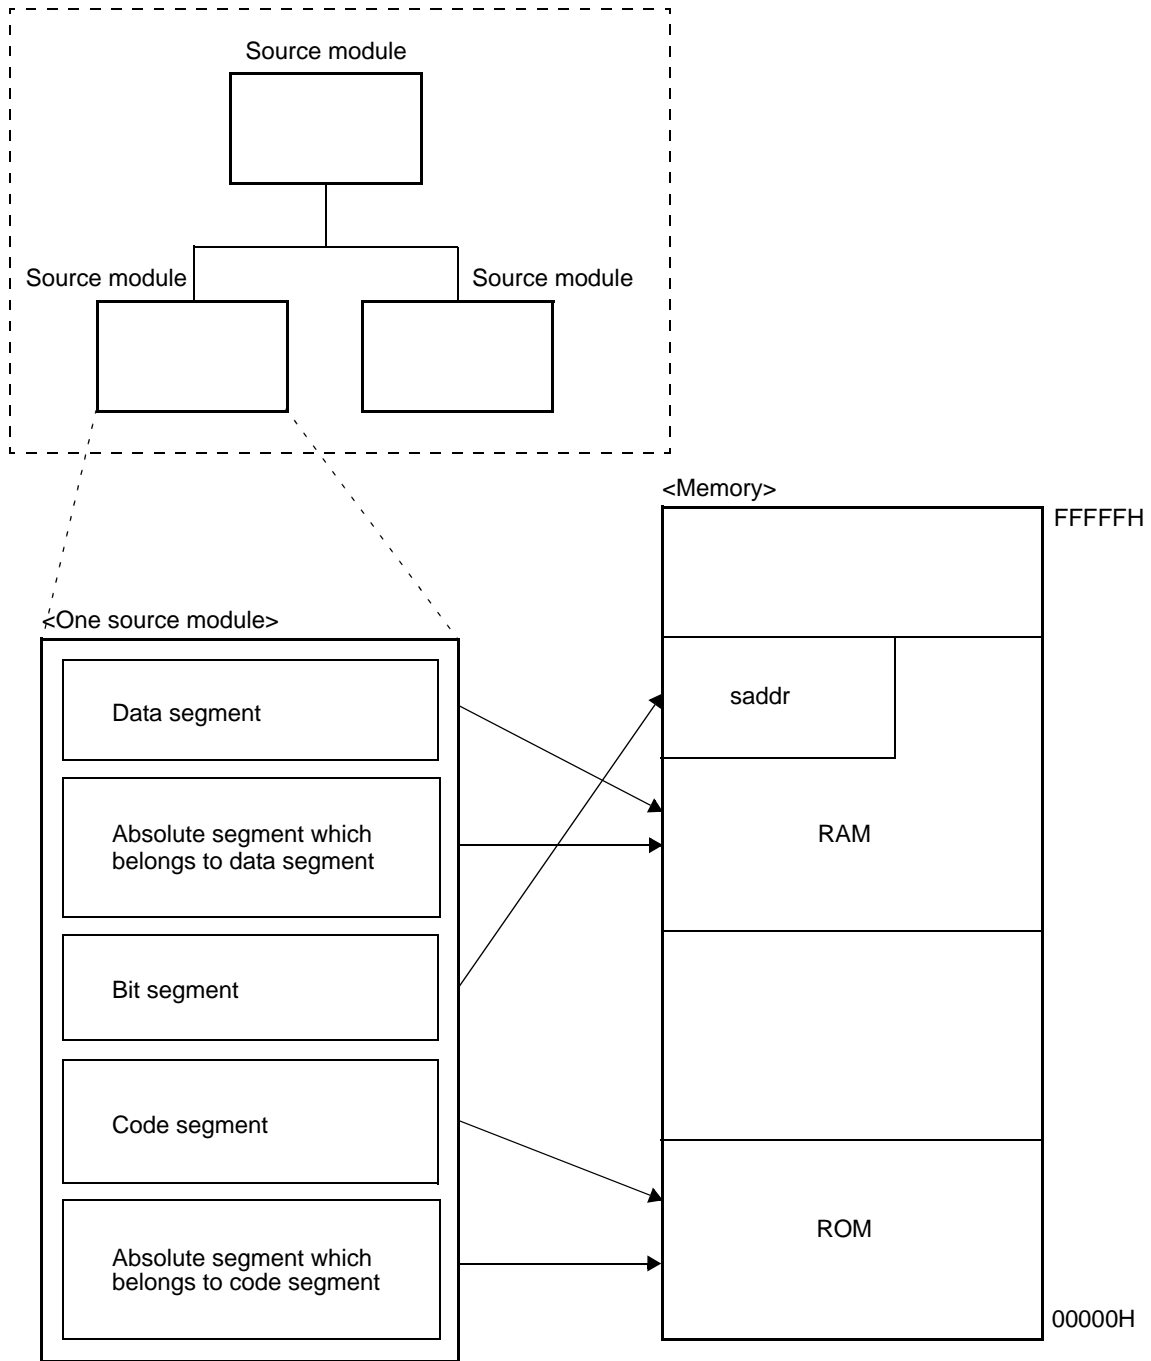 Source module
Source module
Source module
<Memory>
FFFFFH
<One source module>
Data segment
saddr
Absolute segment which
belongs to data segment
RAM
Bit segment
Code segment
ROM
Absolute segment which
belongs to code segment
00000H